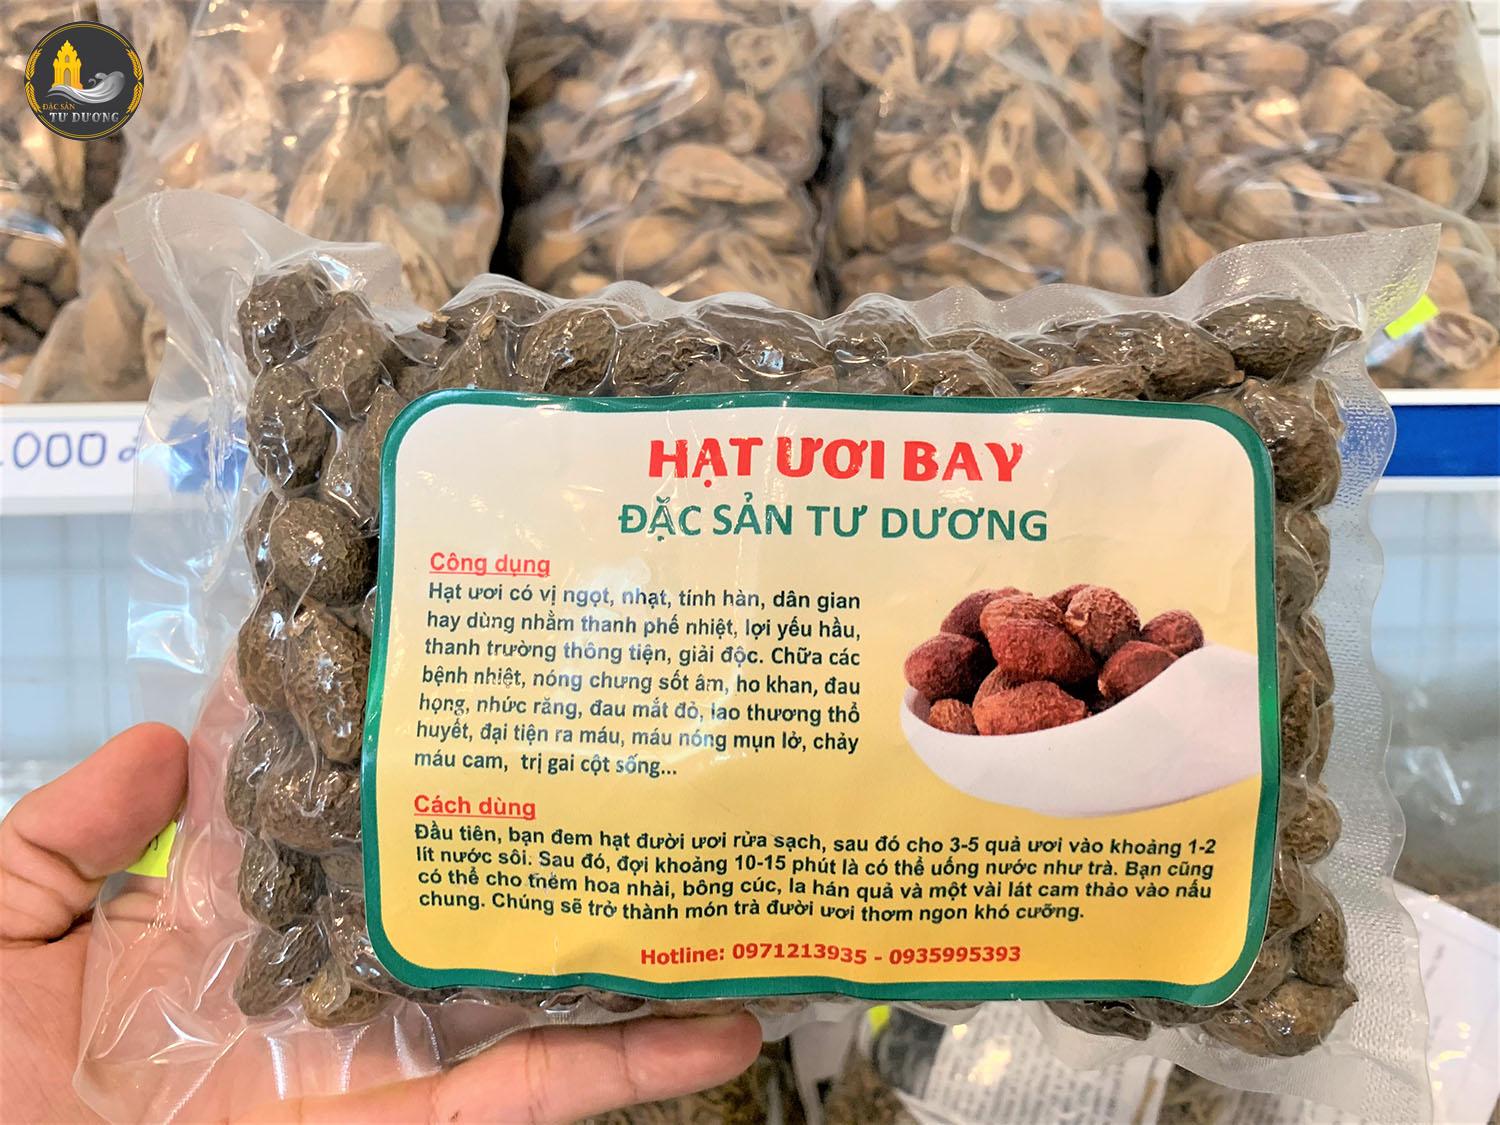 ĐẶC SẢN
TƯ DƯƠNG
.000
HẠT ƯƠI BAY
ĐẶC SẢN TƯ DƯƠNG
Công dụng
Hạt ươi có vị ngọt, nhạt, tính hàn, dân gian
hay dùng nhằm thanh phế nhiệt, lợi yếu hầu,
thanh trường thông tiện, giải độc. Chữa các
bệnh nhiệt, nóng chưng sốt âm, ho khan, đau
họng, nhức răng, đau mắt đỏ, lao thương thổ
huyết, đại tiện ra máu, máu nóng mụn lở, chảy
máu cam, trị gai cột sống...
Cách dùng
Đầu tiên, bạn đem hạt đười ươi rửa sạch, sau đó cho 3-5 quả ươi vào khoảng 1-2
lít nước sôi. Sau đó, đợi khoảng 10-15 phút là có thể uống nước như trà. Bạn cũng
có thể cho thêm hoa nhài, bông cúc, la hán quả và một vài lát cam thảo vào nấu
chung. Chúng sẽ trở thành món trà đười ươi thơm ngon khó cưỡng.
Hotline: 0971213935 - 0935995393